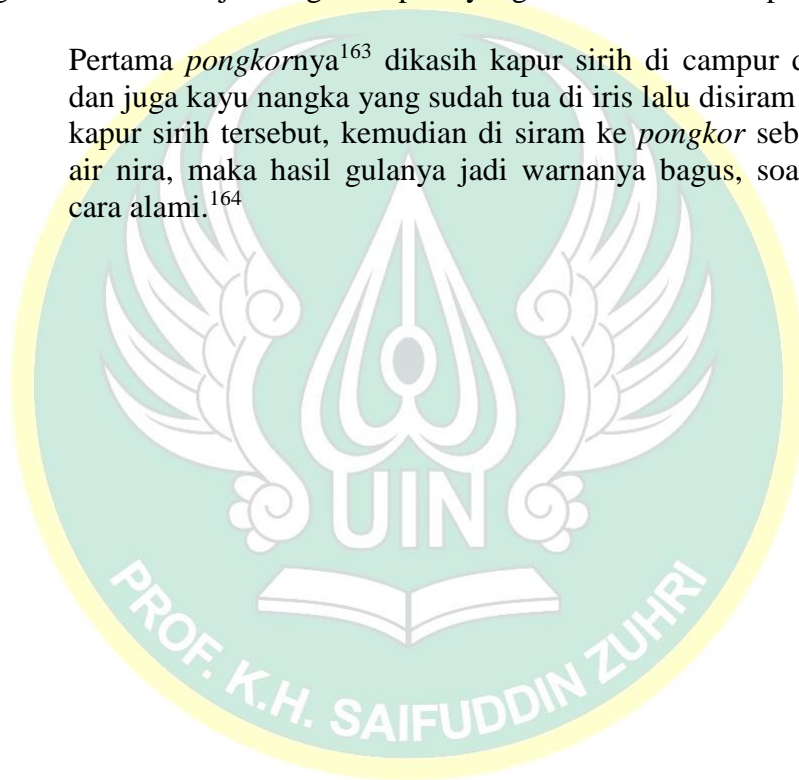 Pertama pongkornya163 dikasih kapur sirih di campur
dan juga kayu nangka yang sudah tua di iris lalu disiram
kapur sirih tersebut, kemudian di siram ke pongkor
air nira, maka hasil gulanya jadi warnanya bagus,
cara alami.164
UIN
PROF. K.H. SAIFUDDIN ZUHRI